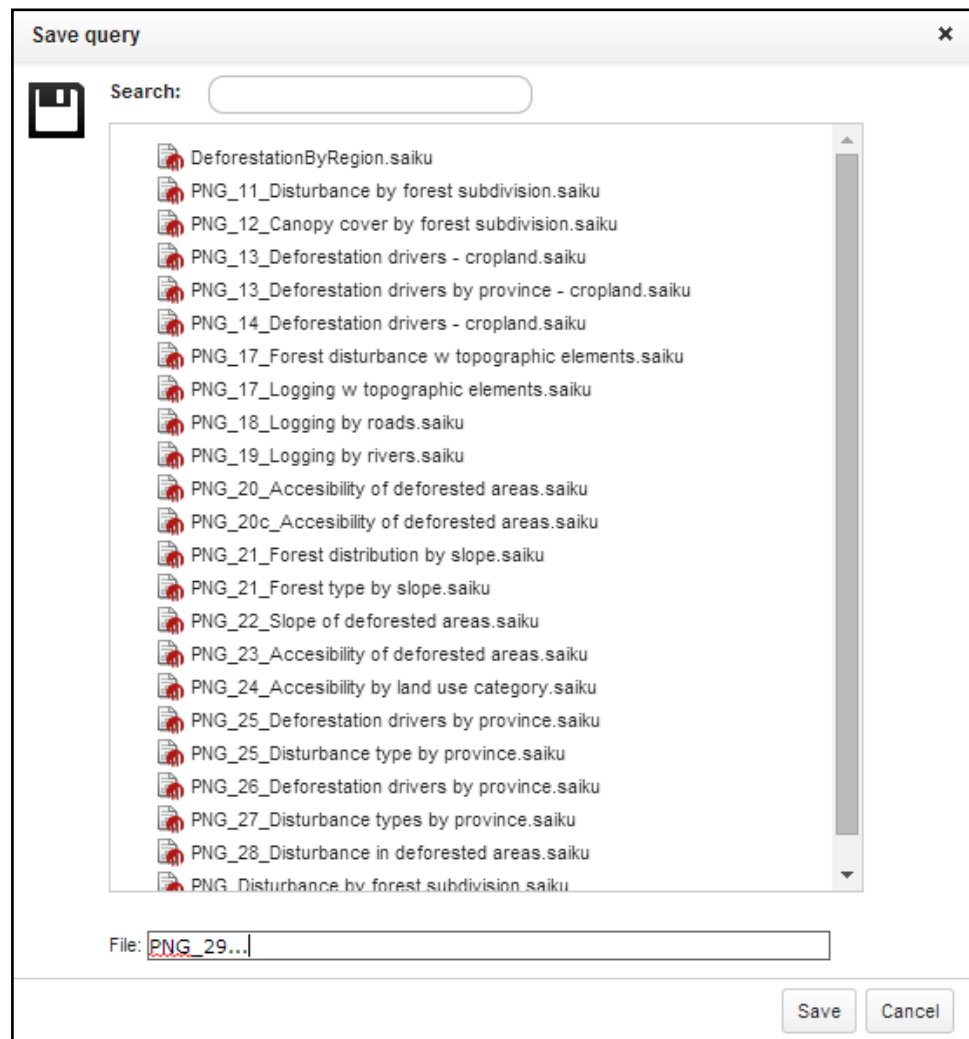 Save query
Search:
DeforestationByRegion.saiku
PNG_11_Disturbance by forest subdivision.saiku
PNG_12_Canopy cover by forest subdivision.saiku
PNG_13_Deforestation drivers - cropland.saiku
PNG_13_Deforestation drivers by province - cropland.saiku
PNG_14_Deforestation drivers - cropland.saiku
PNG_17_Forest disturbance w topographic elements.saiku
PNG_17_Logging w topographic elements.saiku
PNG_18_Logging by roads.saiku
PNG_19_Logging by rivers.saiku
PNG_20_Accesibility of deforested areas.saiku
PNG_20c_Accesibility of deforested areas.saiku
PNG_21_Forest distribution by slope.saiku
PNG_21_Forest type by slope.saiku
PNG_22_Slope of deforested areas.saiku
PNG_23_Accesibility of deforested areas.saiku
PNG_24_Accesibility by land use category.saiku
PNG_25_Deforestation drivers by province.saiku
PNG_25_Disturbance type by province.saiku
PNG_26_Deforestation drivers by province.saiku
PNG_27_Disturbance types by province.saiku
PNG_28_Disturbance in deforested areas.saiku
PNG_Disturbance by forest subdivision.saiku
File: PNG_29...
Save Cancel